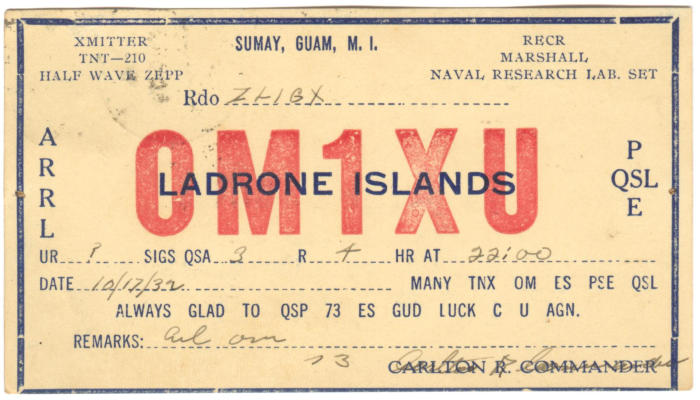 XMITTER
TNT—210
HALF WAVE ZEPP
SUMAY, GUAM, M. I.
RECR
MARSHALL
NAVAL RESEARCH LAB. SET
Rdo ZL1GX
OM1XU
LADRONE ISLANDS
ARRL
P
QSL
E
UR ? SIGS QSA 3 R 4 HR AT 22:00
DATE 10/17/32 MANY TNX OM ES PSE QSL
ALWAYS GLAD TO QSP 73 ES GUD LUCK C U AGN.
REMARKS: om
73
CARLTON R. COMMANDER